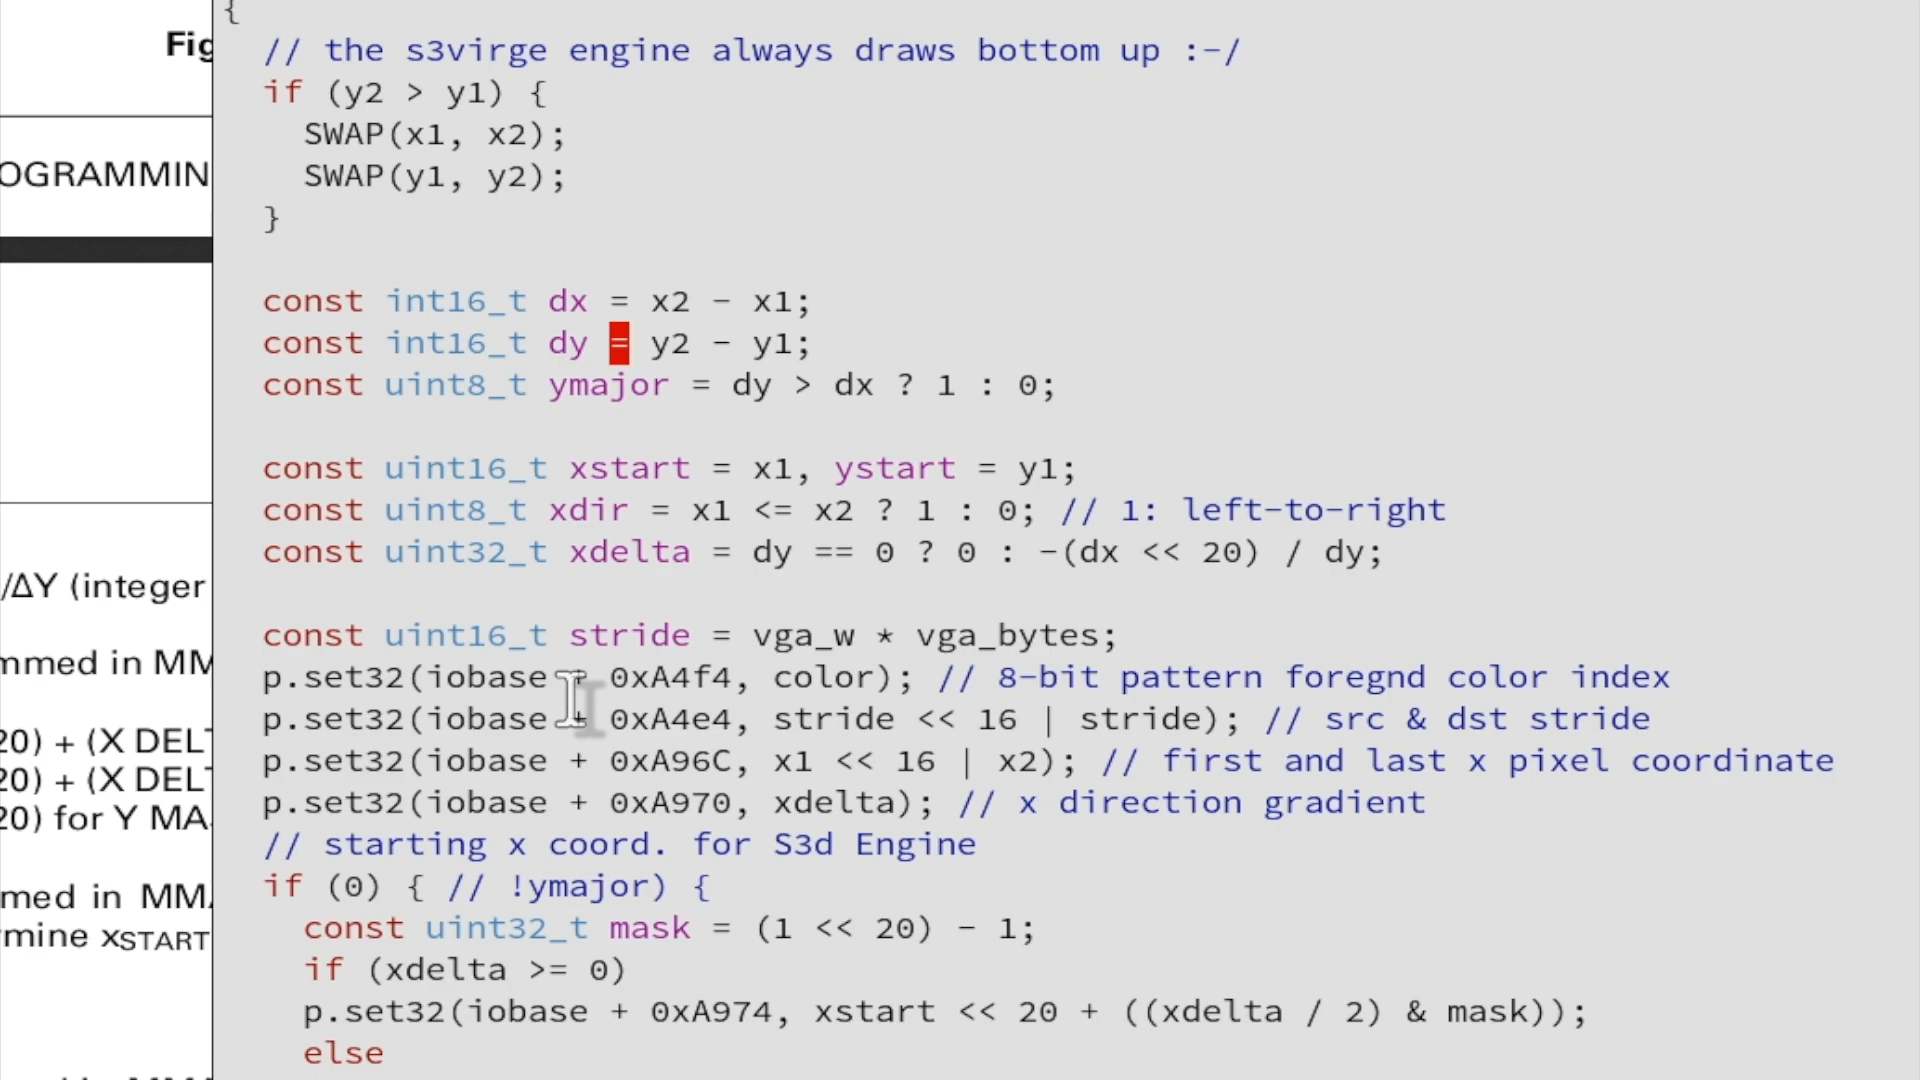 Fig
OGRAMMIN
/ΔY (integer
mmed in MM
20) + (X DEL
20) + (X DEL
20) for Y MA
med in MM
rmine xSTART
{
// the s3virge engine always draws bottom up :-/
if (y2 > y1) {
SWAP(x1, x2);
SWAP(y1, y2);
}
const int16_t dx = x2 - x1;
const int16_t dy = y2 - y1;
const uint8_t ymajor = dy > dx ? 1 : 0;
const uint16_t xstart = x1, ystart = y1;
const uint8_t xdir = x1 <= x2 ? 1 : 0; // 1: left-to-right
const uint32_t xdelta = dy == 0 ? 0 : -(dx << 20) / dy;
const uint16_t stride = vga_w * vga_bytes;
p.set32(iobase + 0xA4f4, color); // 8-bit pattern foregnd color index
p.set32(iobase + 0xA4e4, stride << 16 | stride); // src & dst stride
p.set32(iobase + 0xA96C, x1 << 16 | x2); // first and last x pixel coordinate
p.set32(iobase + 0xA970, xdelta); // x direction gradient
// starting x coord. for S3d Engine
if (0) { // !ymajor) {
const uint32_t mask = (1 << 20) - 1;
if (xdelta >= 0)
p.set32(iobase + 0xA974, xstart << 20 + ((xdelta / 2) & mask));
else